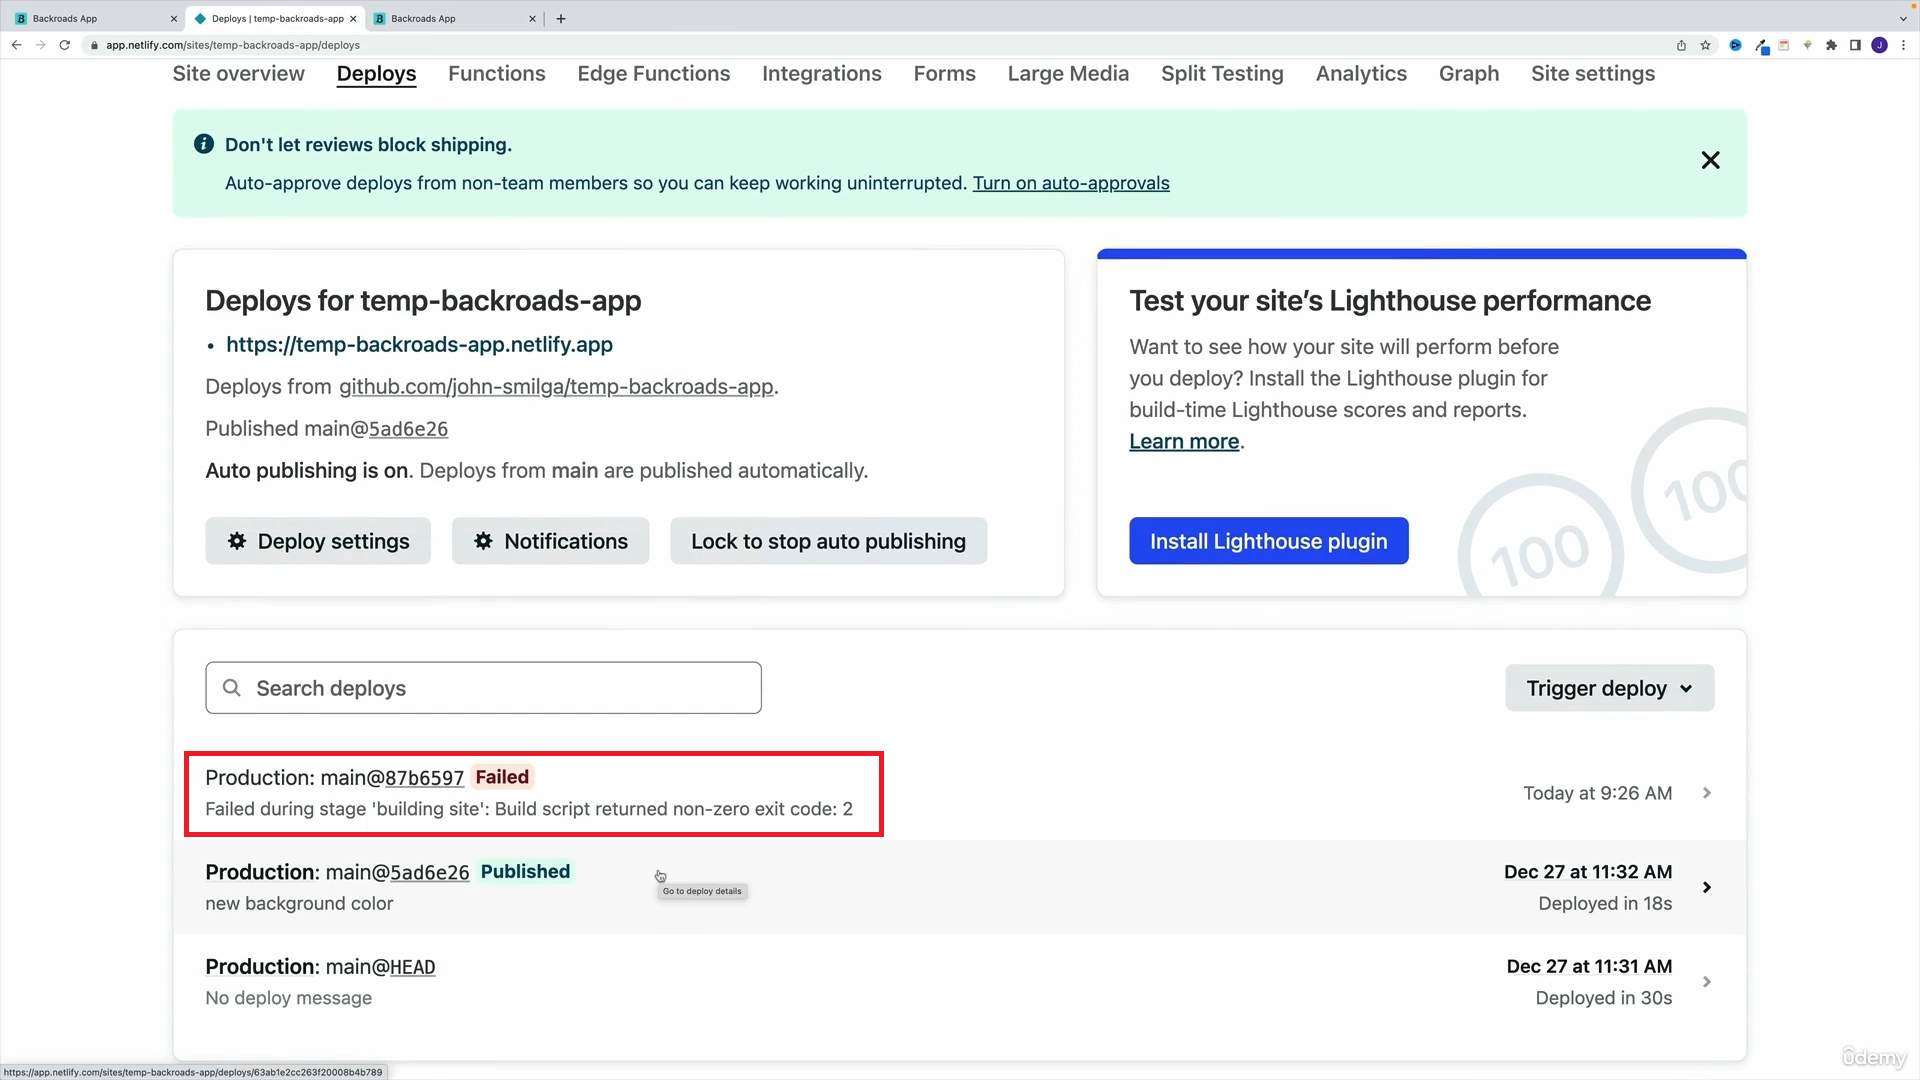 Backroads App
Deploys | temp-backroads-app
Backroads App
app.netlify.com/sites/temp-backroads-app/deploys
J
Site overview
Deploys
Functions
Edge Functions
Integrations
Forms
Large Media
Split Testing
Analytics
Graph
Site settings
Don't let reviews block shipping.
Auto-approve deploys from non-team members so you can keep working uninterrupted. Turn on auto-approvals
Deploys for temp-backroads-app
• https://temp-backroads-app.netlify.app
Deploys from github.com/john-smilga/temp-backroads-app.
Published main@5ad6e26
Auto publishing is on. Deploys from main are published automatically.
Deploy settings
Notifications
Lock to stop auto publishing
Test your site’s Lighthouse performance
Want to see how your site will perform before
you deploy? Install the Lighthouse plugin for
build-time Lighthouse scores and reports.
Learn more.
Install Lighthouse plugin
100
100
Search deploys
Trigger deploy
Production: main@87b6597 Failed
Failed during stage 'building site': Build script returned non-zero exit code: 2
Today at 9:26 AM
Production: main@5ad6e26 Published
new background color
Go to deploy details
Dec 27 at 11:32 AM
Deployed in 18s
Production: main@HEAD
No deploy message
Dec 27 at 11:31 AM
Deployed in 30s
https://app.netlify.com/sites/temp-backroads-app/deploys/63ab1e2cc263f20008b4b789
ûdemy